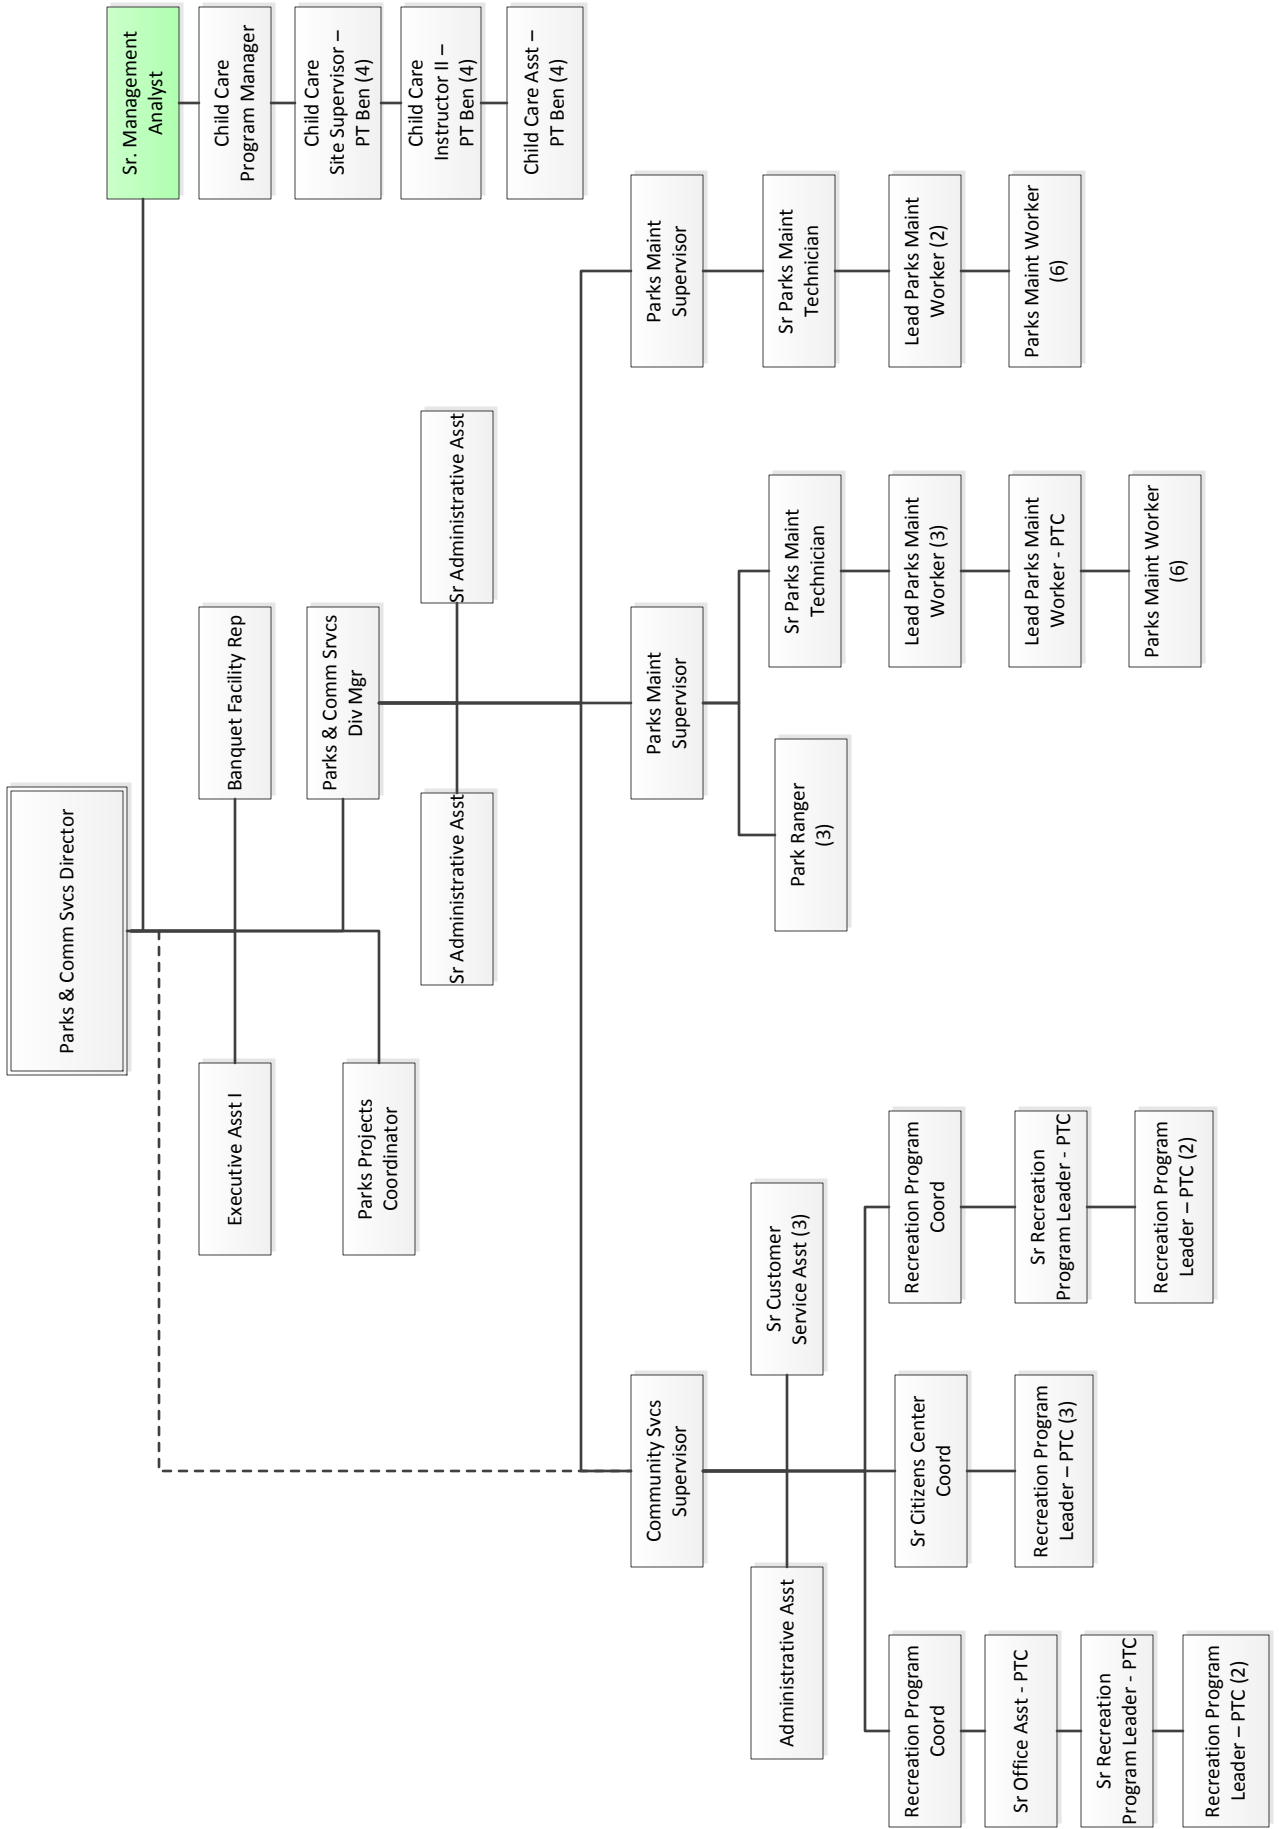 Parks & Comm Svcs Director
Sr. Management
Analyst
Executive Asst I
Banquet Facility Rep
Child Care
Program Manager
Parks Projects
Coordinator
Parks & Comm Srvcs
Div Mgr
Child Care
Site Supervisor –
PT Ben (4)
Child Care
Instructor II –
PT Ben (4)
Child Care Asst –
PT Ben (4)
Sr Administrative Asst
Sr Administrative Asst
Community Svcs
Supervisor
Parks Maint
Supervisor
Parks Maint
Supervisor
Administrative Asst
Sr Customer
Service Asst (3)
Park Ranger
(3)
Sr Parks Maint
Technician
Sr Parks Maint
Technician
Recreation Program
Coord
Sr Citizens Center
Coord
Recreation Program
Coord
Lead Parks Maint
Worker (3)
Lead Parks Maint
Worker (2)
Sr Office Asst - PTC
Recreation Program
Leader – PTC (3)
Sr Recreation
Program Leader - PTC
Lead Parks Maint
Worker - PTC
Parks Maint Worker
(6)
Sr Recreation
Program Leader - PTC
Recreation Program
Leader – PTC (2)
Parks Maint Worker
(6)
Recreation Program
Leader – PTC (2)